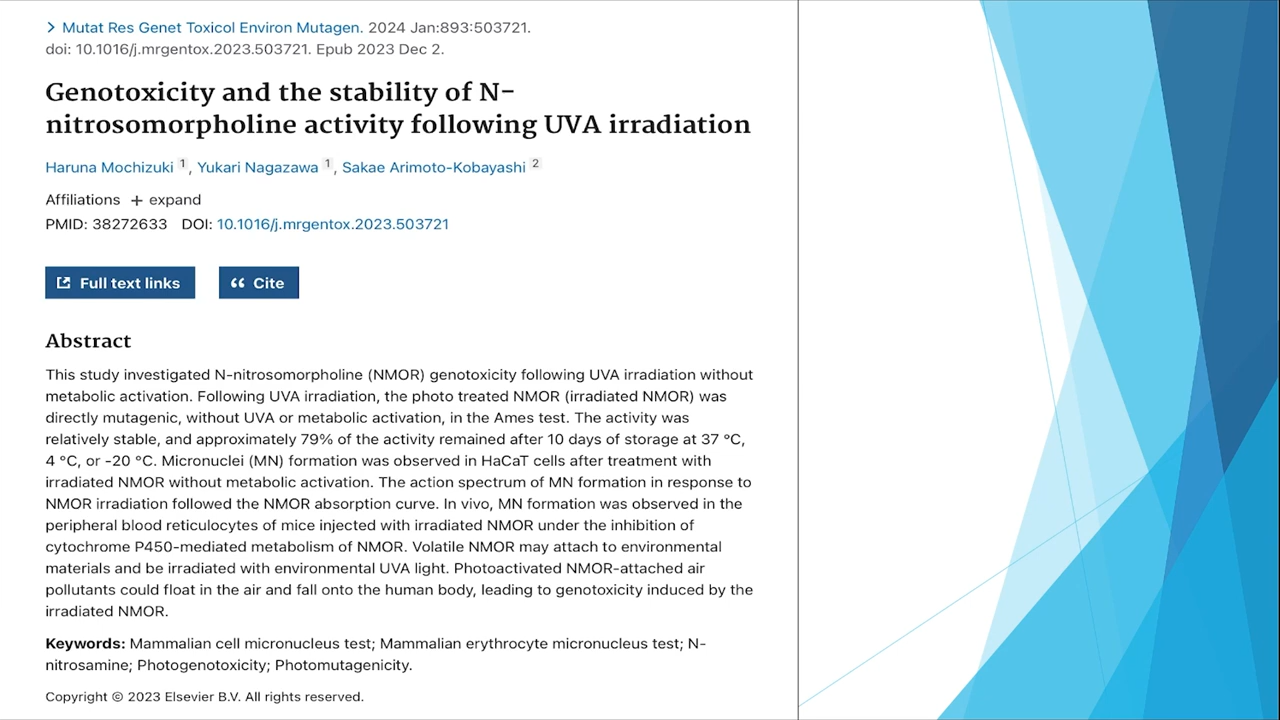 Mutat Res Genet Toxicol Environ Mutagen. 2024 Jan:893:503721.
doi: 10.1016/j.mrgentox.2023.503721. Epub 2023 Dec 2.
Genotoxicity and the stability of N-
nitrosomorpholine activity following UVA irradiation
Haruna Mochizuki 1, Yukari Nagazawa 1, Sakae Arimoto-Kobayashi 2
Affiliations + expand
PMID: 38272633 DOI: 10.1016/j.mrgentox.2023.503721
Full text links
Cite
Abstract
This study investigated N-nitrosomorpholine (NMOR) genotoxicity following UVA irradiation without
metabolic activation. Following UVA irradiation, the photo treated NMOR (irradiated NMOR) was
directly mutagenic, without UVA or metabolic activation, in the Ames test. The activity was
relatively stable, and approximately 79% of the activity remained after 10 days of storage at 37 °C,
4 °C, or -20 °C. Micronuclei (MN) formation was observed in HaCaT cells after treatment with
irradiated NMOR without metabolic activation. The action spectrum of MN formation in response to
NMOR irradiation followed the NMOR absorption curve. In vivo, MN formation was observed in the
peripheral blood reticulocytes of mice injected with irradiated NMOR under the inhibition of
cytochrome P450-mediated metabolism of NMOR. Volatile NMOR may attach to environmental
materials and be irradiated with environmental UVA light. Photoactivated NMOR-attached air
pollutants could float in the air and fall onto the human body, leading to genotoxicity induced by the
irradiated NMOR.
Keywords: Mammalian cell micronucleus test; Mammalian erythrocyte micronucleus test; N-
nitrosamine; Photogenotoxicity; Photomutagenicity.
Copyright © 2023 Elsevier B.V. All rights reserved.